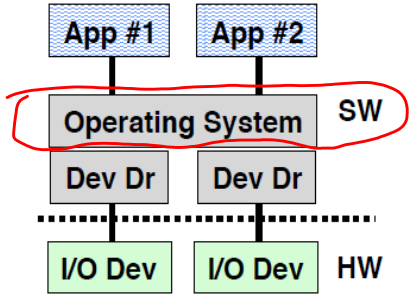 App #1 App #2
Operating System SW
Dev Dr Dev Dr
I/O Dev I/O Dev HW